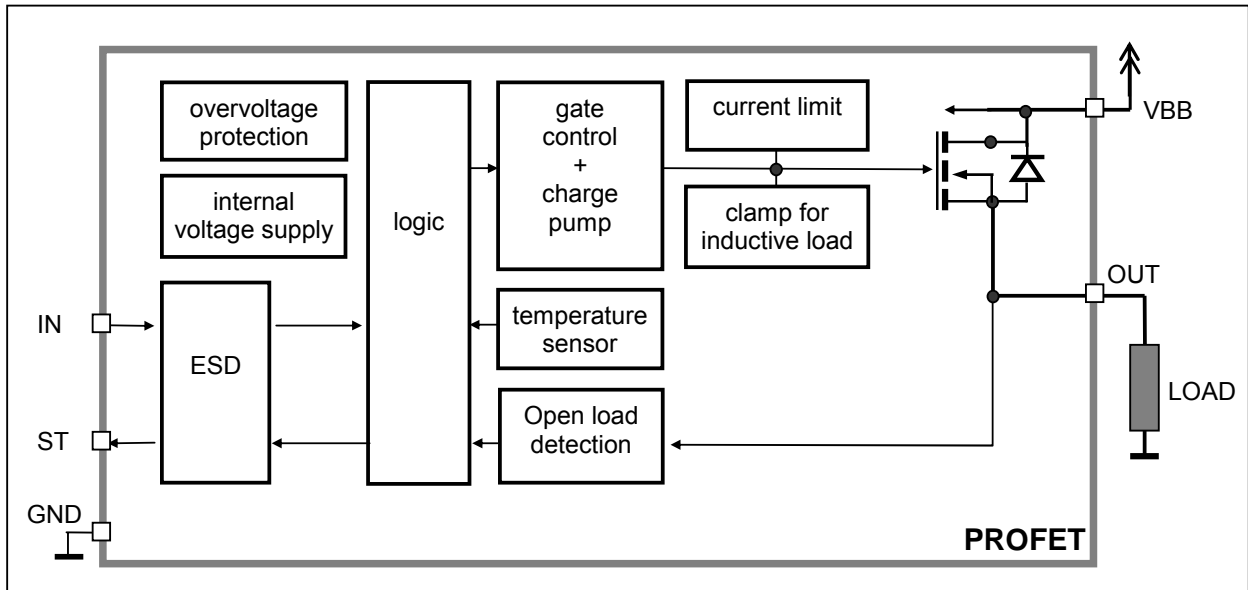 overvoltage
protection
internal
voltage supply
logic
gate
control
+
charge
pump
current limit
clamp for
inductive load
VBB
OUT
IN
ESD
temperature
sensor
LOAD
ST
Open load
detection
GND
PROFET